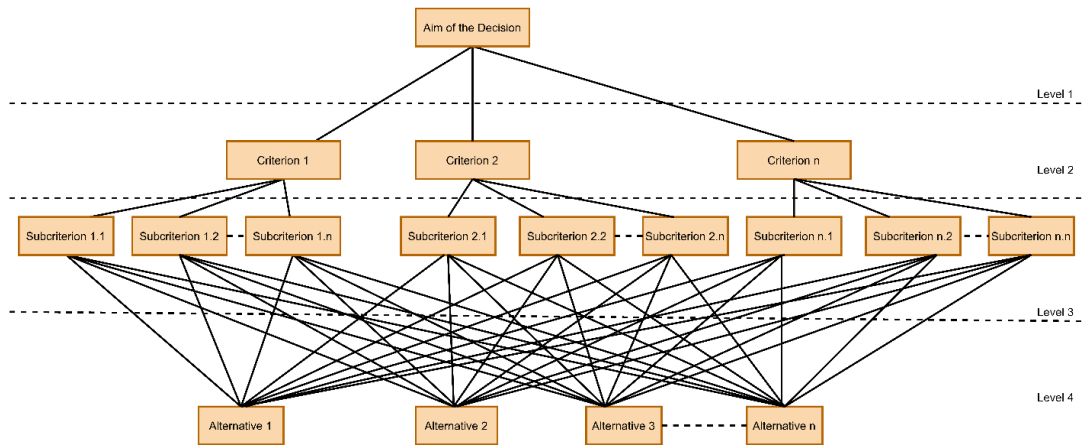 Aim of the Decision
Level 1
Criterion 1
Criterion 2
Criterion n
Level 2
Subcriterion 1.1
Subcriterion 1.2
Subcriterion 1.n
Subcriterion 2.1
Subcriterion 2.2
Subcriterion 2.n
Subcriterion n.1
Subcriterion n.2
Subcriterion n.n
Level 3
Alternative 1
Alternative 2
Alternative 3
Alternative n
Level 4